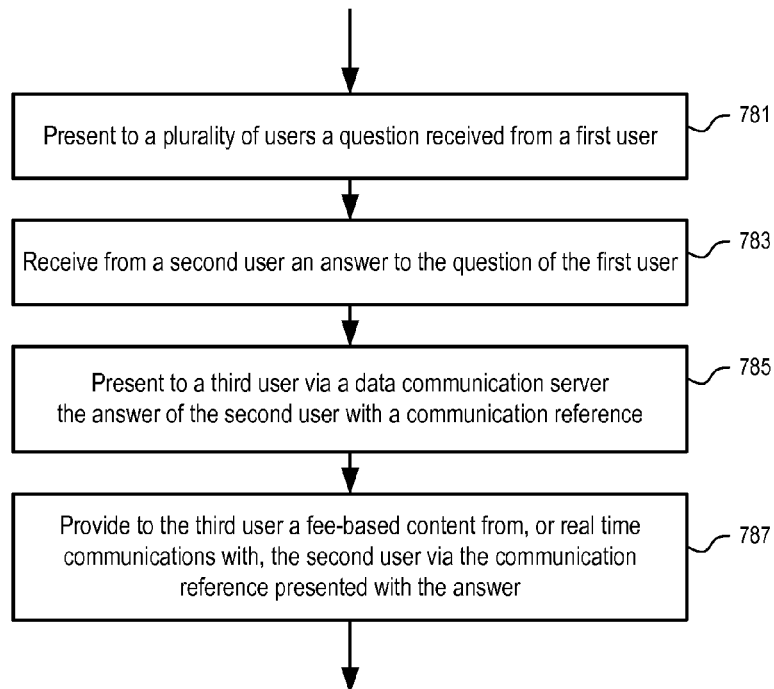 Present to a plurality of users a question received from a first user
781
Receive from a second user an answer to the question of the first user
783
Present to a third user via a data communication server
the answer of the second user with a communication reference
785
Provide to the third user a fee-based content from, or real time
communications with, the second user via the communication
reference presented with the answer
787